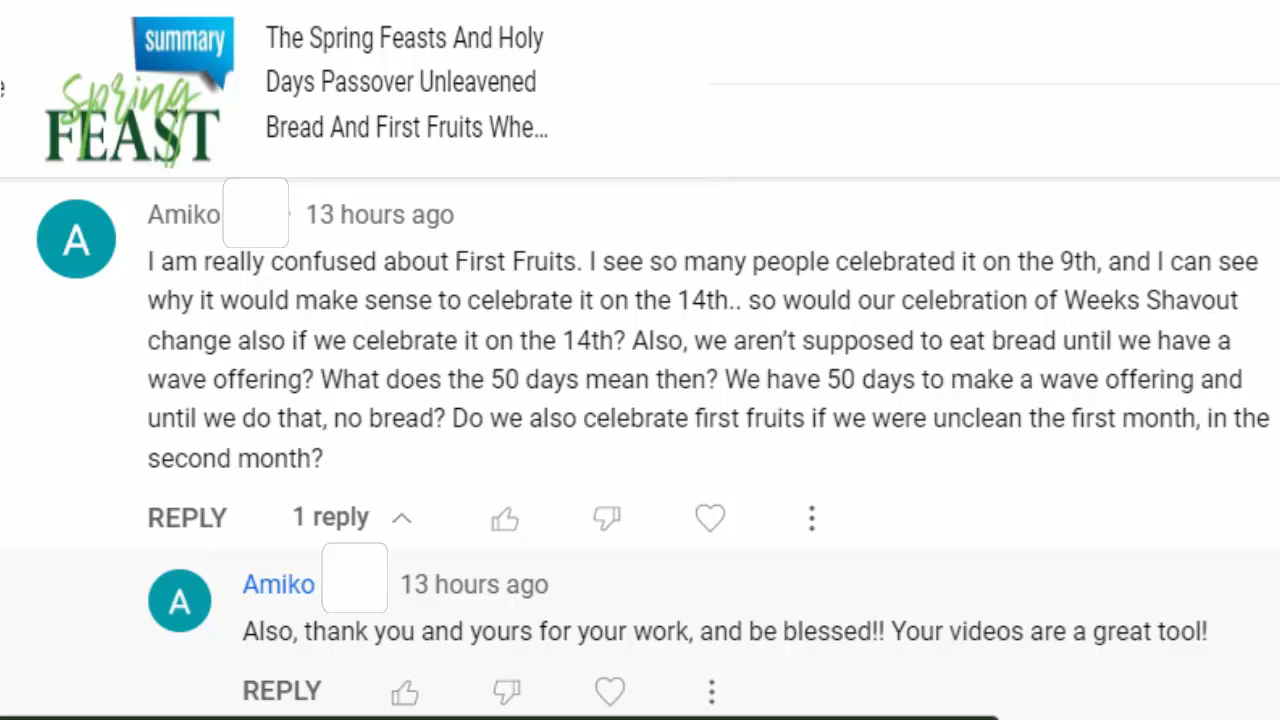 summary
spring
FEAST
The Spring Feasts And Holy
Days Passover Unleavened
Bread And First Fruits Whe...
A
Amiko
13 hours ago
I am really confused about First Fruits. I see so many people celebrated it on the 9th, and I can see
why it would make sense to celebrate it on the 14th.. so would our celebration of Weeks Shavout
change also if we celebrate it on the 14th? Also, we aren't supposed to eat bread until we have a
wave offering? What does the 50 days mean then? We have 50 days to make a wave offering and
until we do that, no bread? Do we also celebrate first fruits if we were unclean the first month, in the
second month?
REPLY
1 reply
A
Amiko
13 hours ago
Also, thank you and yours for your work, and be blessed!! Your videos are a great tool!
REPLY